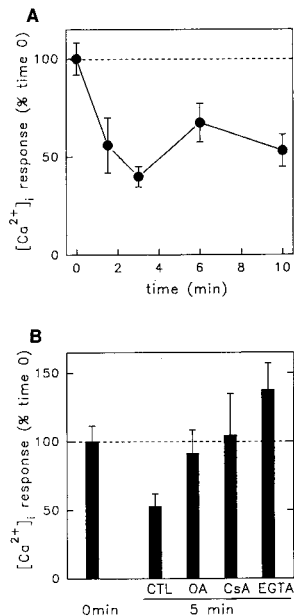 A
[Ca²⁺]ᵢ response (% time 0)
100
50
0
0 2 4 6 8 10
time (min)
B
[Ca²⁺]ᵢ response (% time 0)
150
100
50
0
CTL OA CsA EGTA
0min 5 min